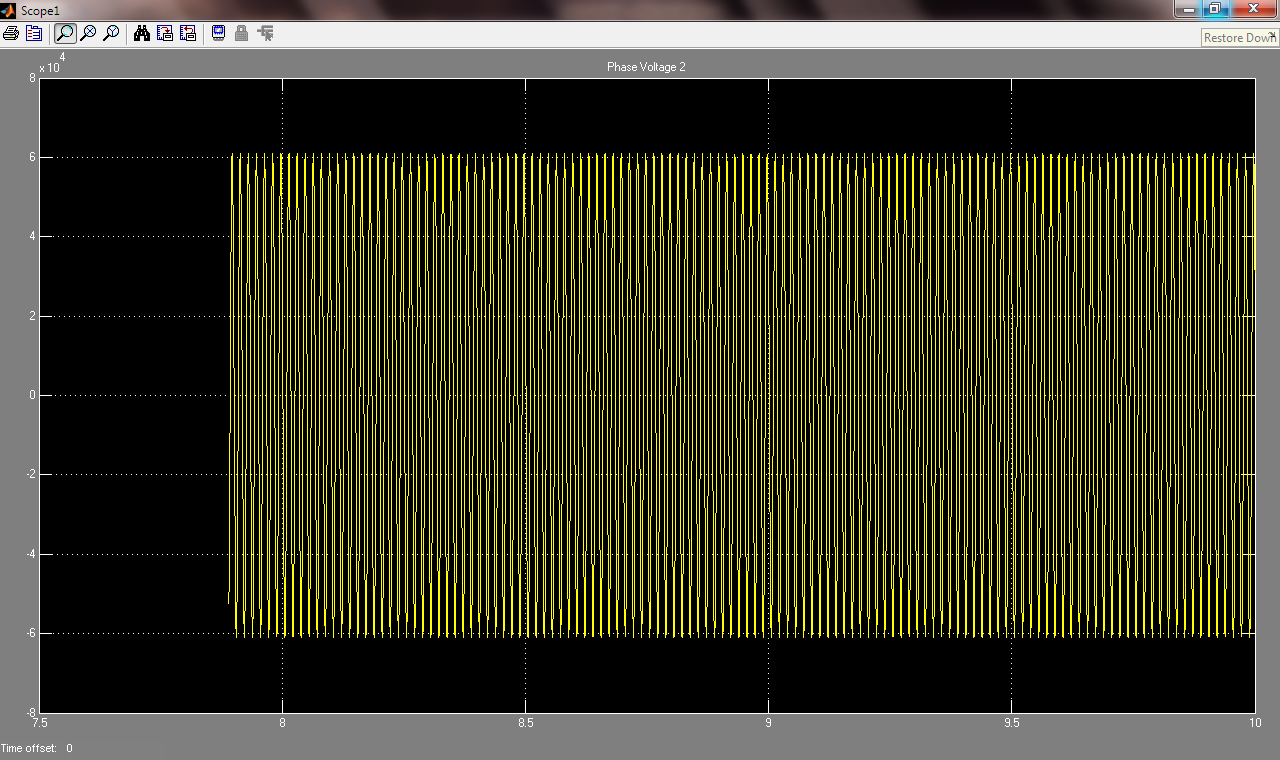 Scope1
Restore Down
x 10
4
Phase Voltage 2
8
6
4
2
0
-2
-4
-6
-8
7.5 8 8.5 9 9.5 10
Time offset: 0